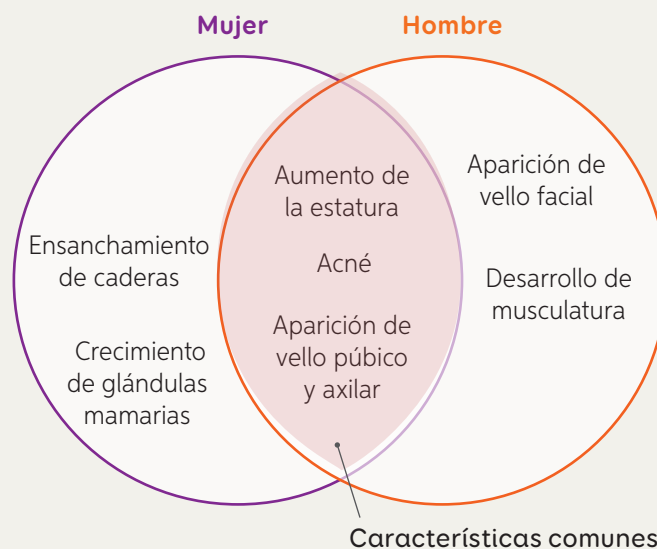 Mujer
Hombre
Ensanchamiento
de caderas
Crecimiento
de glándulas
mamarias
Aumento de
la estatura
Acné
Aparición de
vello púbico
y axilar
Aparición de
vello facial
Desarrollo de
musculatura
Características comunes